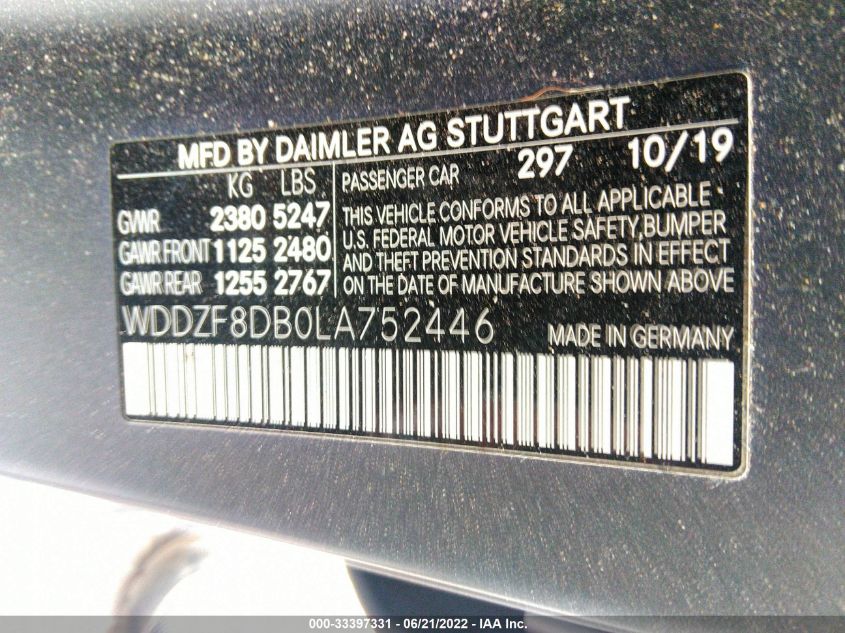 MFD BY DAIMLER AG STUTTGART
KG LBS
GVWR 2380 5247
GAWR FRONT 1125 2480
GAWR REAR 1255 2767
PASSENGER CAR 297 10/19
THIS VEHICLE CONFORMS TO ALL APPLICABLE
U.S. FEDERAL MOTOR VEHICLE SAFETY, BUMPER
AND THEFT PREVENTION STANDARDS IN EFFECT
ON THE DATE OF MANUFACTURE SHOWN ABOVE
WDDZF8DB0LA752446 MADE IN GERMANY
000-33397331 / 06/21/2022 - IAA Inc.